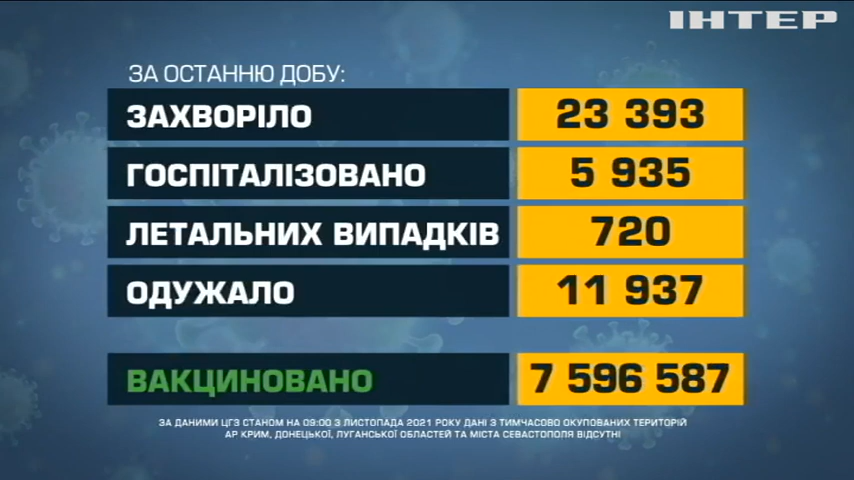 ІНТЕР
ЗА ОСТАННЮ ДОБУ:
ЗАХВОРІЛО 23 393
ГОСПІТАЛІЗОВАНО 5 935
ЛЕТАЛЬНИХ ВИПАДКІВ 720
ОДУЖАЛО 11 937
ВАКЦИНОВАНО 7 596 587
ЗА ДАНИМИ ЦГЗ СТАНОМ НА 09:00 3 ЛИСТОПАДА 2021 РОКУ ДАНІ З ТИМЧАСОВО ОКУПОВАНИХ ТЕРИТОРІЙ
АР КРИМ, ДОНЕЦЬКОЇ, ЛУГАНСЬКОЇ ОБЛАСТЕЙ ТА МІСТА СЕВАСТОПОЛЯ ВІДСУТНІ